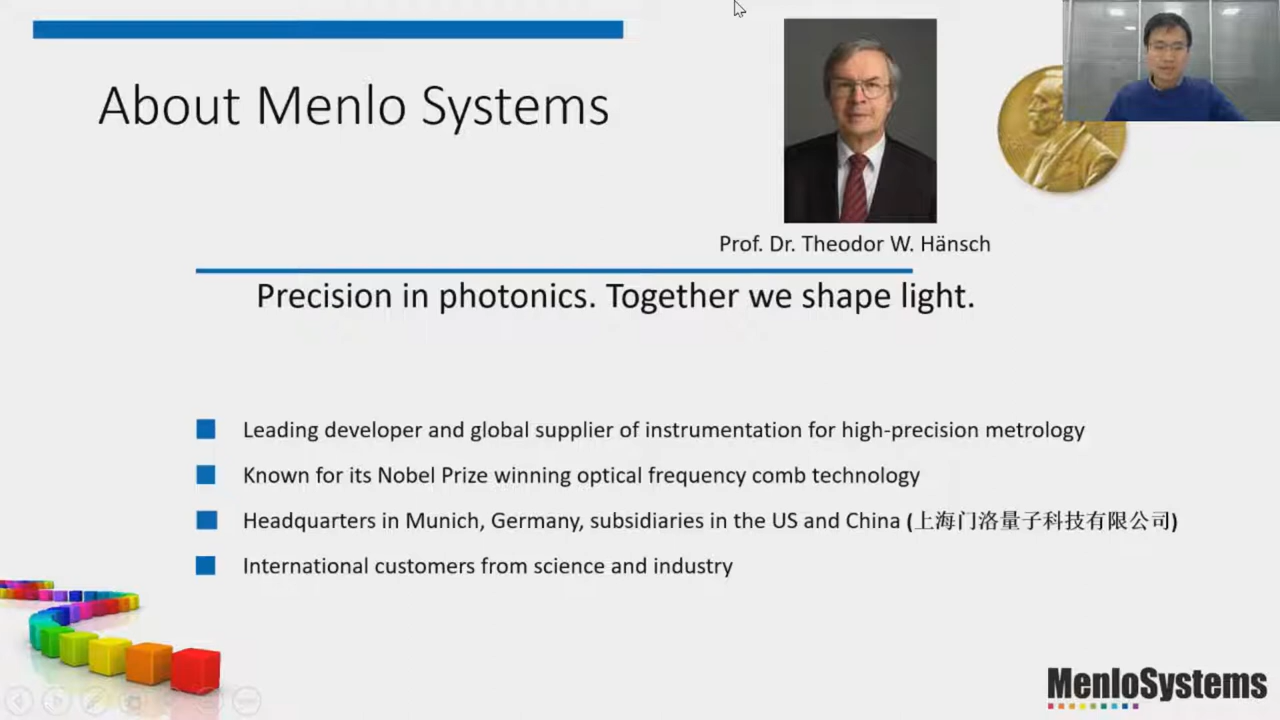 About Menlo Systems
Prof. Dr. Theodor W. Hänsch
Precision in photonics. Together we shape light.
Leading developer and global supplier of instrumentation for high-precision metrology
Known for its Nobel Prize winning optical frequency comb technology
Headquarters in Munich, Germany, subsidiaries in the US and China (上海门洛量子科技有限公司)
International customers from science and industry
MenloSystems